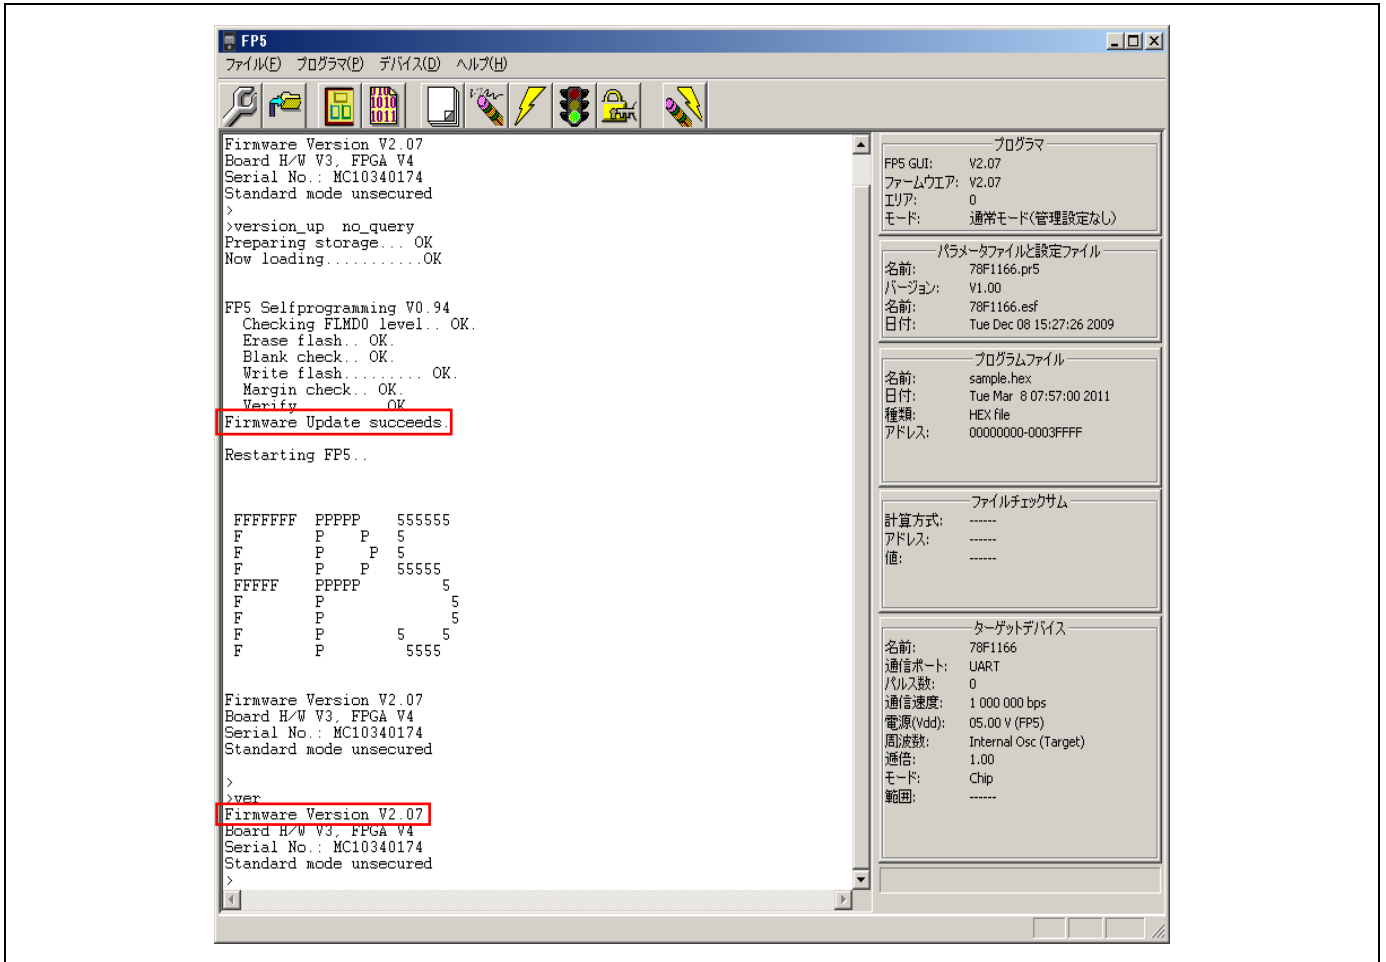 FP5
ファイル(F) プログラマ(P) デバイス(D) ヘルプ(H)
Firmware Version V2.07
Board H/W V3, FPGA V4
Serial No.: MC10340174
Standard mode unsecured
>
>version_up  no_query
Preparing storage... OK
Now loading...........OK
FP5 Selfprogramming V0.94
  Checking FLMD0 level.. OK.
  Erase flash.. OK.
  Blank check.. OK.
  Write flash......... OK.
  Margin check.. OK.
  Verify.......... OK
Firmware Update succeeds.
Restarting FP5..
 FFFFFFF  PPPPP    555555
 F        P    P   5
 F        P     P  5
 F        P    P   55555
 FFFFF    PPPPP         5
 F        P              5
 F        P              5
 F        P        5    5
 F        P         5555
Firmware Version V2.07
Board H/W V3, FPGA V4
Serial No.: MC10340174
Standard mode unsecured
>
>ver
Firmware Version V2.07
Board H/W V3, FPGA V4
Serial No.: MC10340174
Standard mode unsecured
>
プログラマ
FP5 GUI: V2.07
ファームウエア: V2.07
エリア: 0
モード: 通常モード(管理設定なし)
パラメータファイルと設定ファイル
名前: 78F1166.pr5
バージョン: V1.00
名前: 78F1166.esf
日付: Tue Dec 08 15:27:26 2009
プログラムファイル
名前: sample.hex
日付: Tue Mar 8 07:57:00 2011
種類: HEX file
アドレス: 00000000-0003FFFF
ファイルチェックサム
計算方式: ------
アドレス: ------
値: ------
ターゲットデバイス
名前: 78F1166
通信ポート: UART
パルス数: 0
通信速度: 1 000 000 bps
電源(Vdd): 05.00 V (FP5)
周波数: Internal Osc (Target)
逓倍: 1.00
モード: Chip
範囲: ------